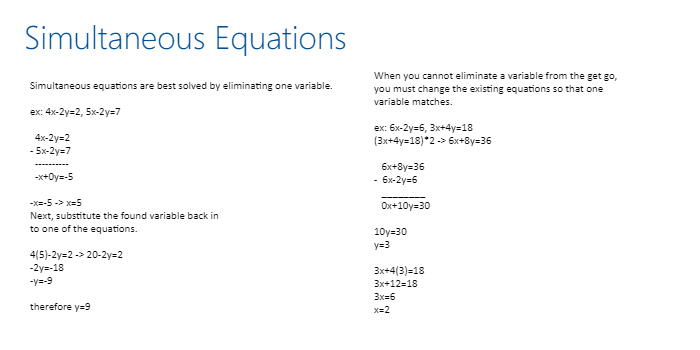 Simultaneous Equations
Simultaneous equations are best solved by eliminating one variable.
ex: 4x-2y=2, 5x-2y=7
4x-2y=2
- 5x-2y=7
----------
-x+0y=-5
-x=-5 -> x=5
Next, substitute the found variable back in
to one of the equations.
4(5)-2y=2 -> 20-2y=2
-2y=-18
-y=-9
therefore y=9
When you cannot eliminate a variable from the get go,
you must change the existing equations so that one
variable matches.
ex: 6x-2y=6, 3x+4y=18
(3x+4y=18)*2 -> 6x+8y=36
6x+8y=36
- 6x-2y=6
________
0x+10y=30
10y=30
y=3
3x+4(3)=18
3x+12=18
3x=6
x=2